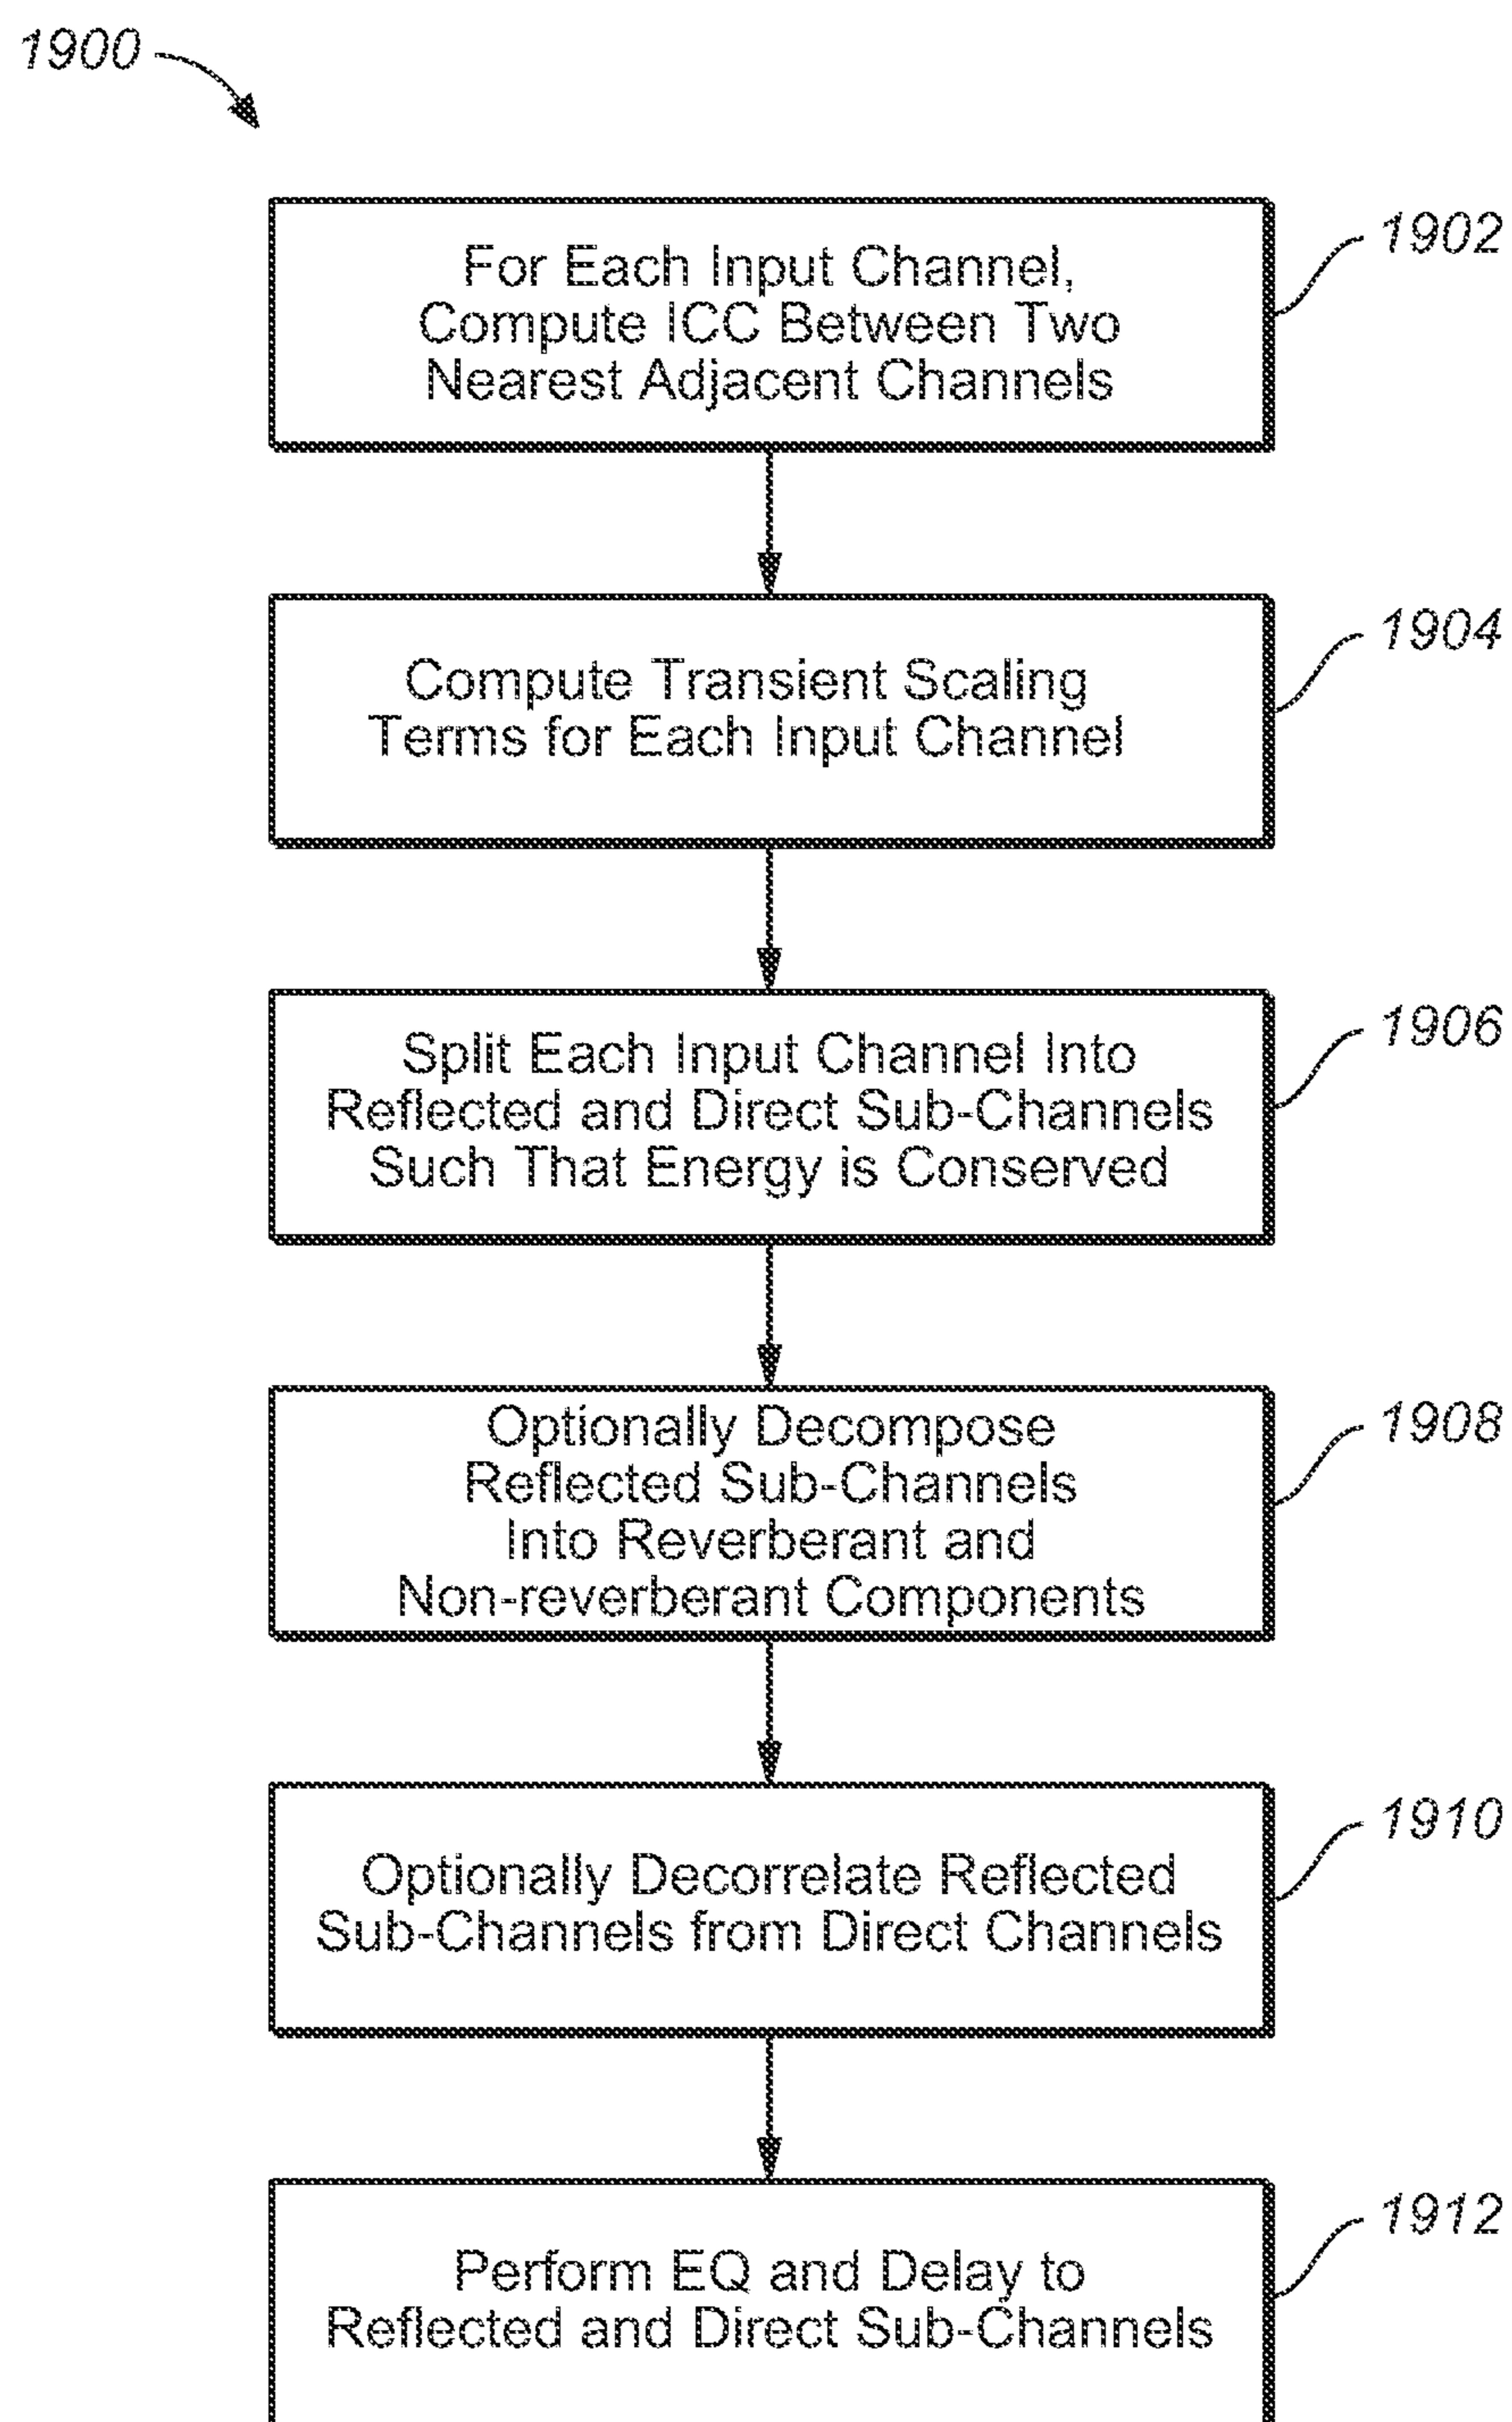 1900
For Each Input Channel,
Compute ICC Between Two
Nearest Adjacent Channels
1902
Compute Transient Scaling
Terms for Each Input Channel
1904
Split Each Input Channel Into
Reflected and Direct Sub-Channels
Such That Energy is Conserved
1906
Optionally Decompose
Reflected Sub-Channels
Into Reverberant and
Non-reverberant Components
1908
Optionally Decorrelate Reflected
Sub-Channels from Direct Channels
1910
Perform EQ and Delay to
Reflected and Direct Sub-Channels
1912